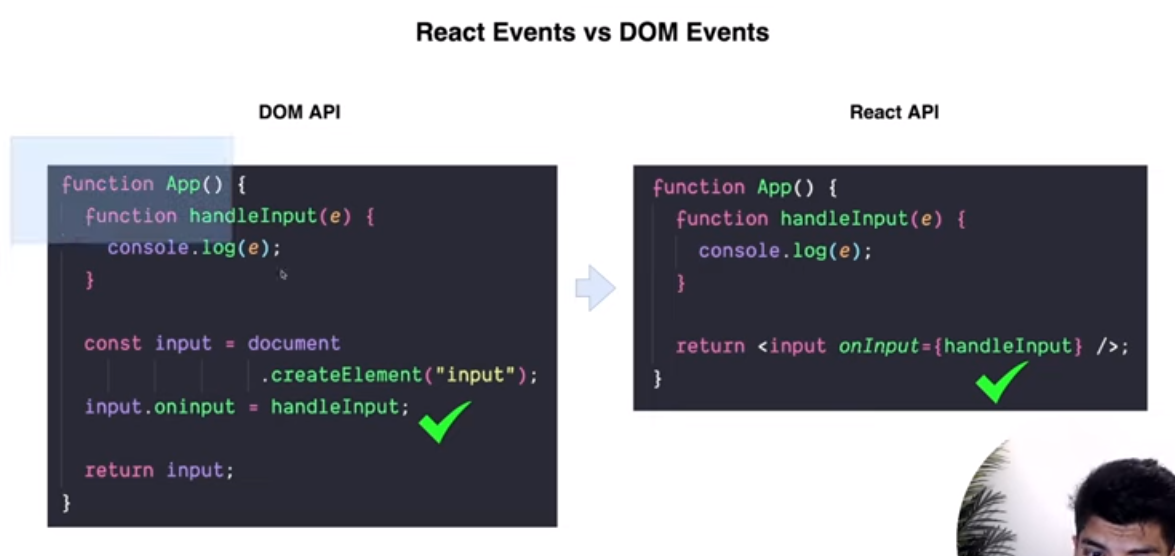 React Events vs DOM Events
DOM API
function App() {
  function handleInput(e) {
    console.log(e);
  }

  const input = document
                .createElement("input");
  input.oninput = handleInput;

  return input;
}
React API
function App() {
  function handleInput(e) {
    console.log(e);
  }

  return <input onInput={handleInput} />;
}